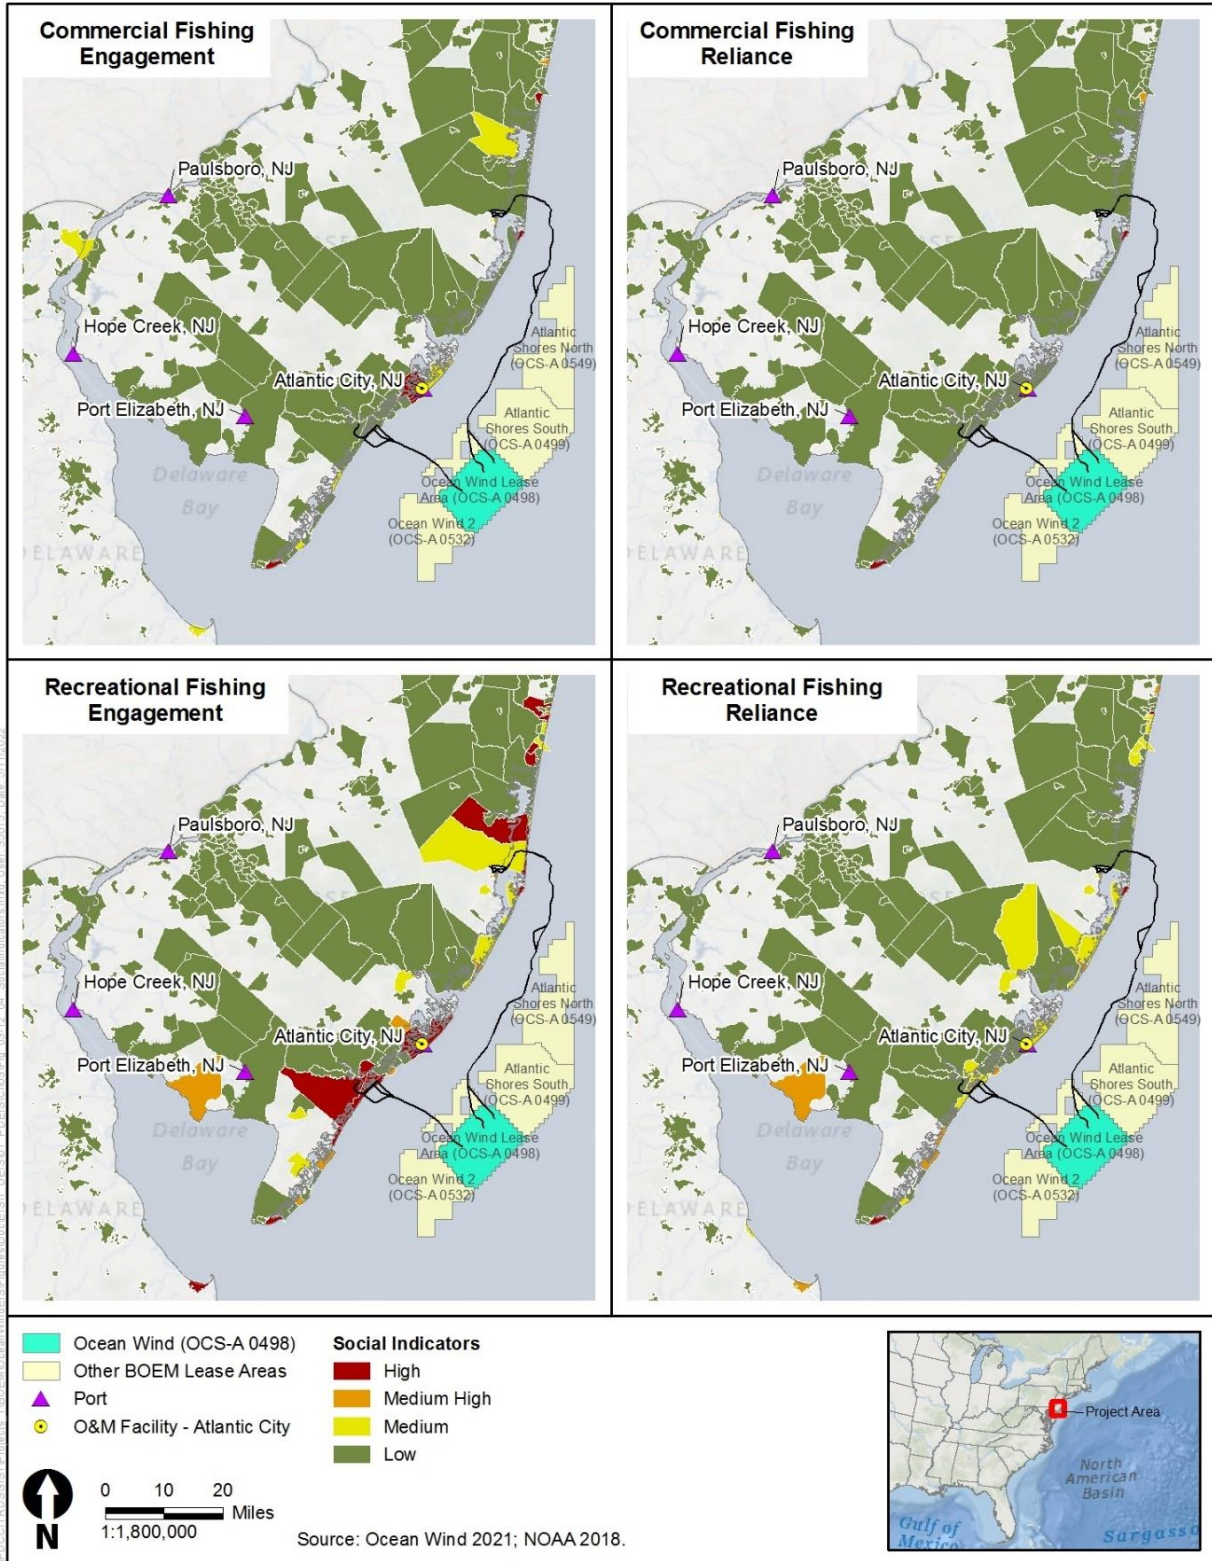 Commercial Fishing
Engagement
Paulsboro, NJ
Hope Creek, NJ
Atlantic City, NJ
Port Elizabeth, NJ
Delaware
Bay
DELAWARE
Atlantic
Shores North
(OCS-A 0549)
Atlantic
Shores South
(OCS-A 0499)
Ocean Wind Lease
Area (OCS-A 0498)
Ocean Wind 2
(OCS-A 0532)
Commercial Fishing
Reliance
Paulsboro, NJ
Hope Creek, NJ
Atlantic City, NJ
Port Elizabeth, NJ
Delaware
Bay
DELAWARE
Atlantic
Shores North
(OCS-A 0549)
Atlantic
Shores South
(OCS-A 0499)
Ocean Wind Lease
Area (OCS-A 0498)
Ocean Wind 2
(OCS-A 0532)
Recreational Fishing
Engagement
Paulsboro, NJ
Hope Creek, NJ
Atlantic City, NJ
Port Elizabeth, NJ
Delaware
Bay
DELAWARE
Atlantic
Shores North
(OCS-A 0549)
Atlantic
Shores South
(OCS-A 0499)
Ocean Wind Lease
Area (OCS-A 0498)
Ocean Wind 2
(OCS-A 0532)
Recreational Fishing
Reliance
Paulsboro, NJ
Hope Creek, NJ
Atlantic City, NJ
Port Elizabeth, NJ
Delaware
Bay
DELAWARE
Atlantic
Shores North
(OCS-A 0549)
Atlantic
Shores South
(OCS-A 0499)
Ocean Wind Lease
Area (OCS-A 0498)
Ocean Wind 2
(OCS-A 0532)
Ocean Wind (OCS-A 0498)
Other BOEM Lease Areas
Port
O&M Facility - Atlantic City
Social Indicators
High
Medium High
Medium
Low
N
0 10 20
Miles
1:1,800,000
Source: Ocean Wind 2021; NOAA 2018.
Project Area
North
American
Basin
Gulf of
Mexico
Sargasso